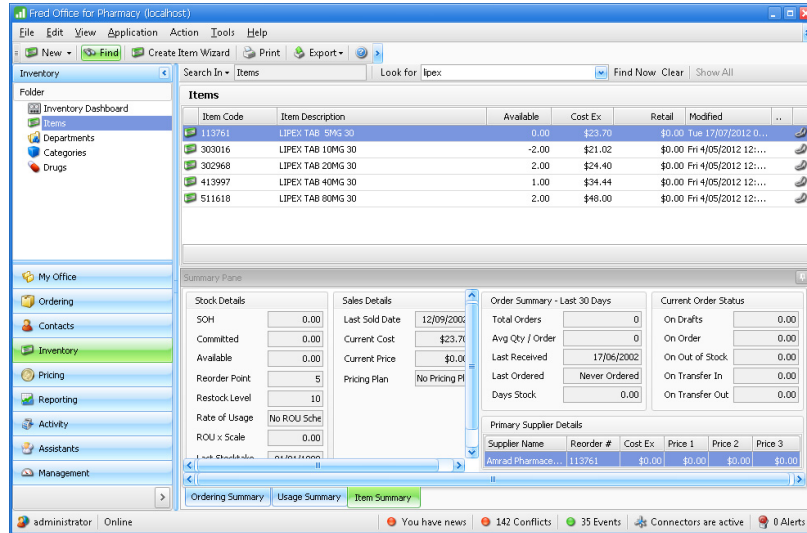 Fred Office for Pharmacy (localhost)
File Edit View Application Action Tools Help
New Find Create Item Wizard Print Export
Inventory Search In Items Look for lipex Find Now Clear Show All
Folder
Inventory Dashboard
Items
Departments
Categories
Drugs
Items
Item Code Item Description Available Cost Ex Retail Modified ..
113761 LIPEX TAB 5MG 30 0.00 $23.70 $0.00 Tue 17/07/2012 0...
303016 LIPEX TAB 10MG 30 -2.00 $21.02 $0.00 Fri 4/05/2012 12:...
302968 LIPEX TAB 20MG 30 2.00 $24.40 $0.00 Fri 4/05/2012 12:...
413997 LIPEX TAB 40MG 30 1.00 $34.44 $0.00 Fri 4/05/2012 12:...
511618 LIPEX TAB 80MG 30 2.00 $48.00 $0.00 Fri 4/05/2012 12:...
My Office
Ordering
Contacts
Inventory
Pricing
Reporting
Activity
Assistants
Management
Summary Pane
Stock Details
SOH 0.00
Committed 0.00
Available 0.00
Reorder Point 5
Restock Level 10
Rate of Usage No ROU Sche
ROU x Scale 0.00
Last Stocktake 01/01/1900
Sales Details
Last Sold Date 12/09/2002
Current Cost $23.70
Current Price $0.00
Pricing Plan No Pricing Pl
Order Summary - Last 30 Days
Total Orders 0
Avg Qty / Order 0
Last Received 17/06/2002
Last Ordered Never Ordered
Days Stock 0.00
Current Order Status
On Drafts 0.00
On Order 0.00
On Out of Stock 0.00
On Transfer In 0.00
On Transfer Out 0.00
Primary Supplier Details
Supplier Name Reorder # Cost Ex Price 1 Price 2 Price 3
Amrad Pharmace... 113761 $0.00 $0.00 $0.00 $0.00
Ordering Summary Usage Summary Item Summary
administrator Online You have news 142 Conflicts 35 Events Connectors are active 0 Alerts